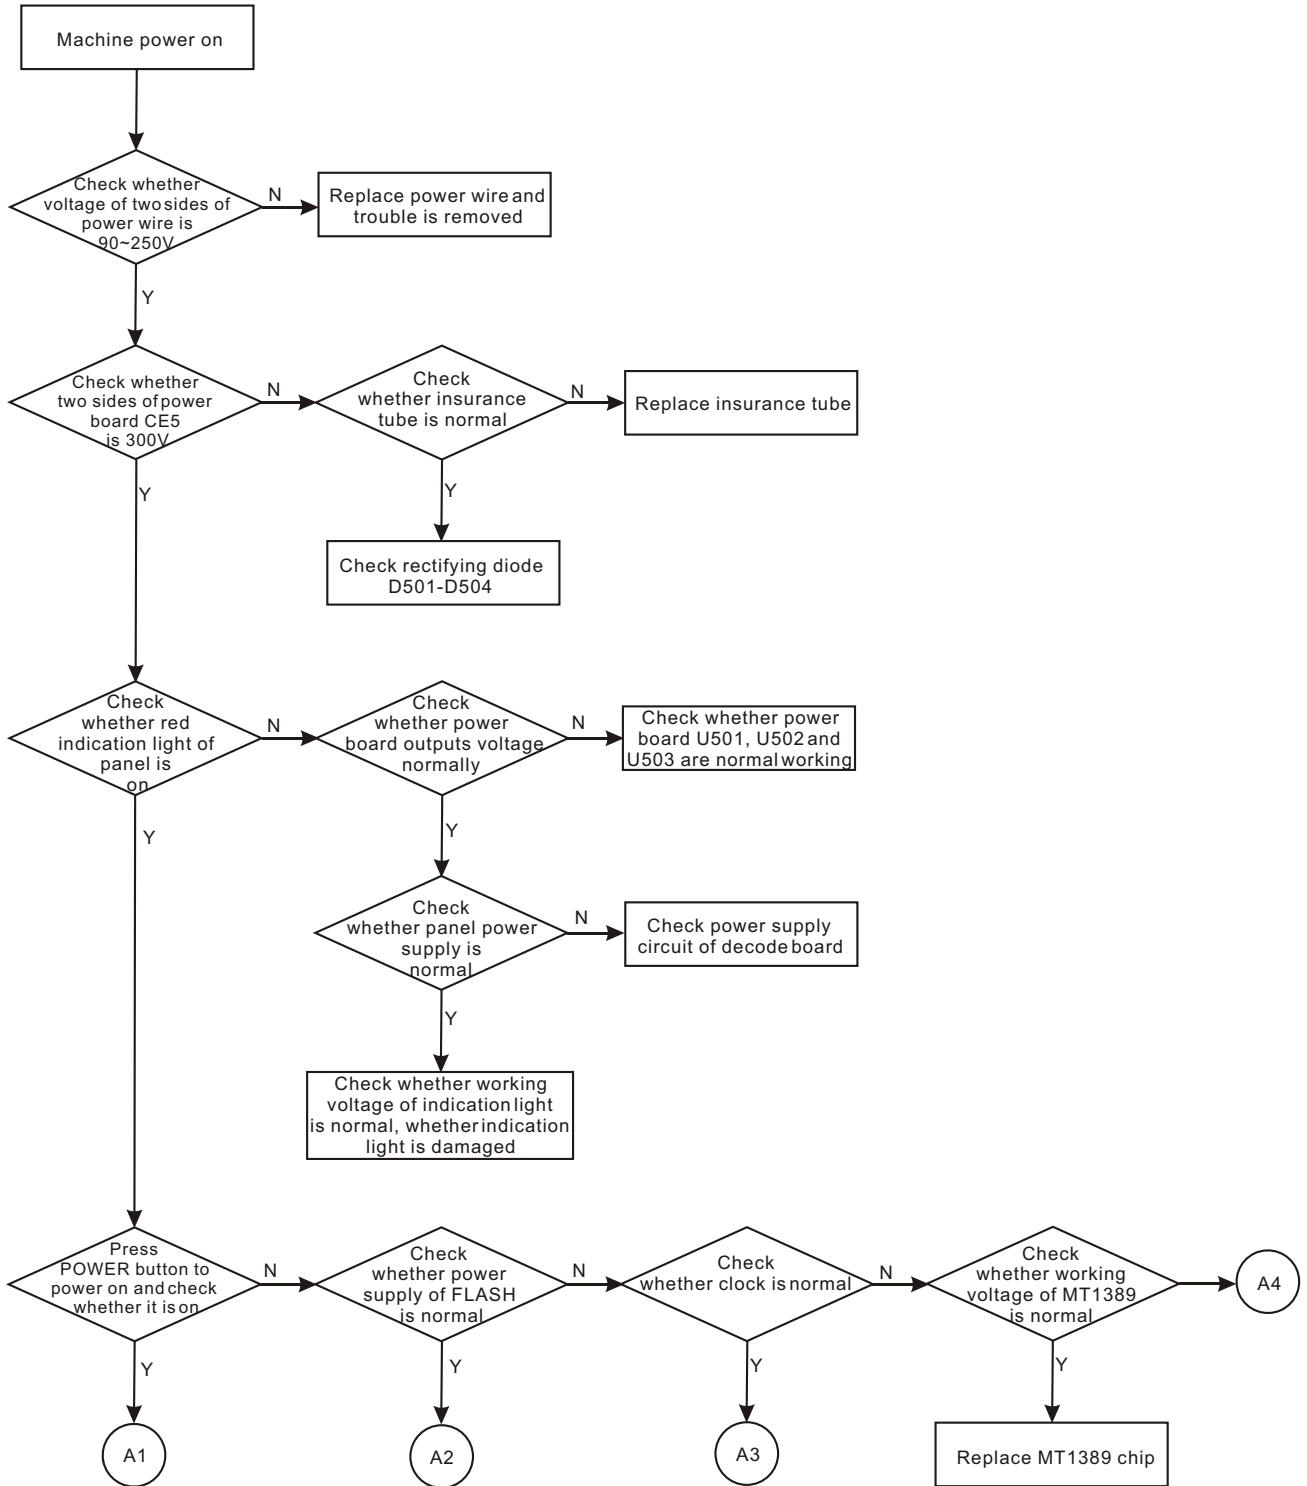 Machine power on
Check whether
voltage of two sides of
power wire is
90~250V
N
Replace power wire and
trouble is removed
Y
Check whether
two sides of power
board CE5
is 300V
N
Check
whether insurance
tube is normal
N
Replace insurance tube
Y
Y
Check rectifying diode
D501-D504
Check
whether red
indication light of
panel is
on
N
Check
whether power
board outputs voltage
normally
N
Check whether power
board U501, U502 and
U503 are normal working
Y
Y
Check
whether panel power
supply is
normal
N
Check power supply
circuit of decode board
Y
Check whether working
voltage of indication light
is normal, whether indication
light is damaged
Press
POWER button to
power on and check
whether it is on
N
Check
whether power
supply of FLASH
is normal
N
Check
whether clock is normal
N
Check
whether working
voltage of MT1389
is normal
A4
Y
Y
Y
Y
A1
A2
A3
Replace MT1389 chip